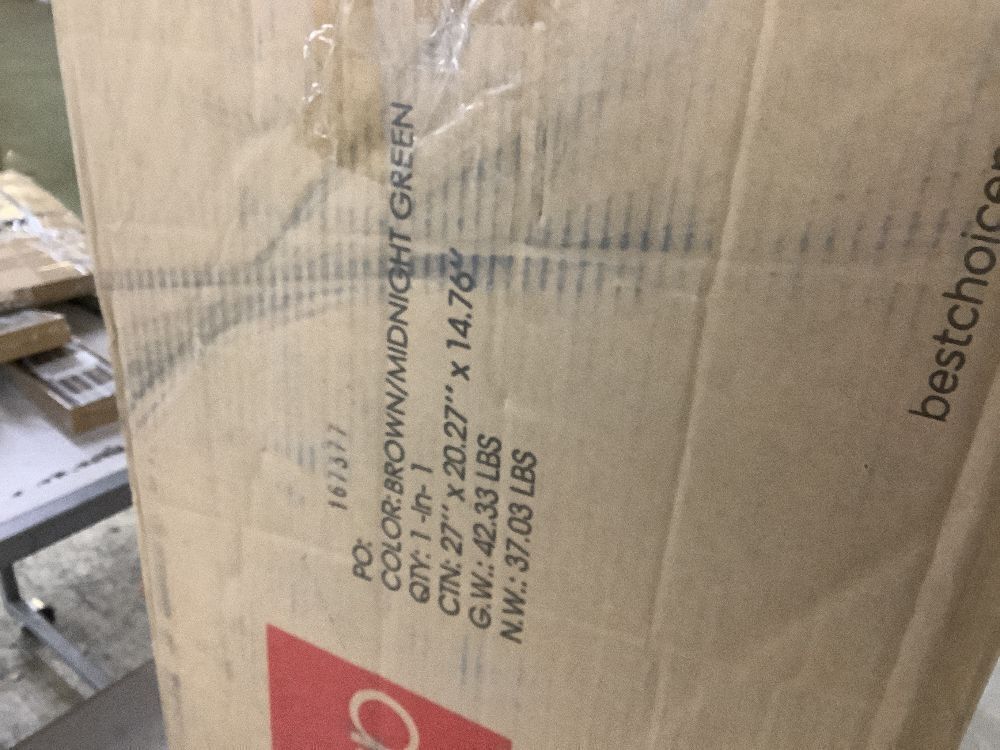 167377
PO:
COLOR:BROWN/MIDNIGHT GREEN
QTY: 1 -In- 1
CTN: 27'' x 20.27'' x 14.76''
G.W.: 42.33 LBS
N.W.: 37.03 LBS